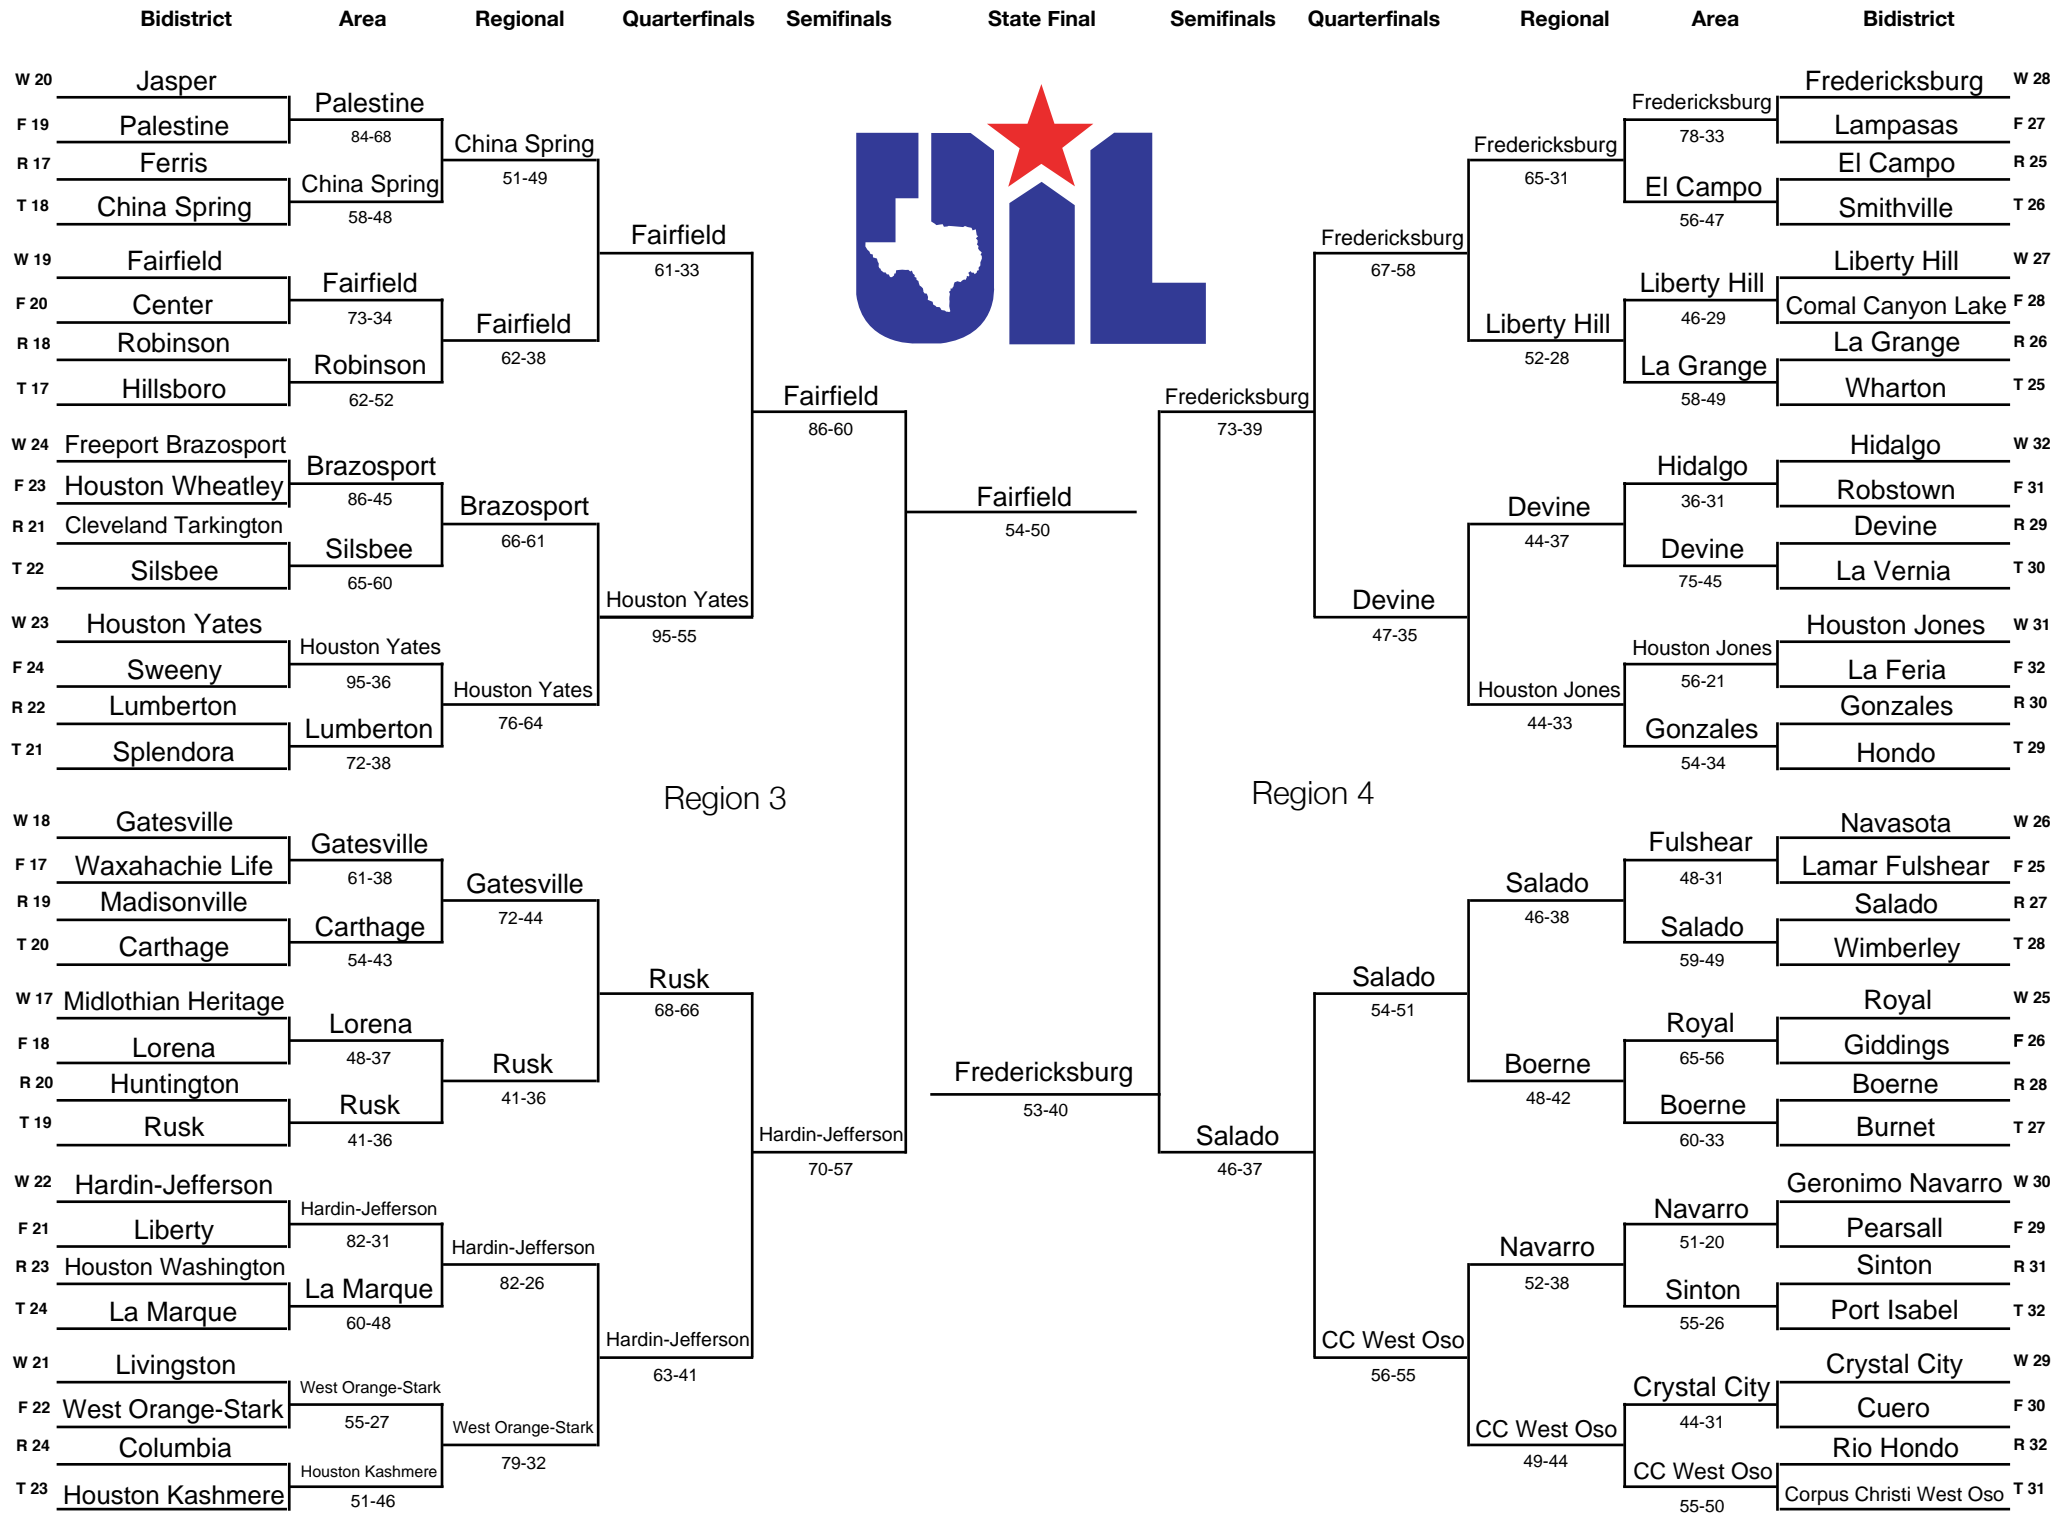 Bidistrict Area Regional Quarterfinals Semifinals State Final Semifinals Quarterfinals Regional Area Bidistrict
W 20 Jasper
Palestine
84-68
F 19 Palestine
China Spring
51-49
R 17 Ferris
China Spring
58-48
T 18 China Spring
Fairfield
61-33
W 19 Fairfield
Fairfield
73-34
F 20 Center
Fairfield
62-38
R 18 Robinson
Robinson
62-52
T 17 Hillsboro
Fairfield
86-60
W 24 Freeport Brazosport
Brazosport
86-45
F 23 Houston Wheatley
Brazosport
66-61
R 21 Cleveland Tarkington
Silsbee
65-60
T 22 Silsbee
Houston Yates
95-55
W 23 Houston Yates
Houston Yates
95-36
F 24 Sweeny
Houston Yates
76-64
R 22 Lumberton
Lumberton
72-38
T 21 Splendora
Region 3
W 18 Gatesville
Gatesville
61-38
F 17 Waxahachie Life
Gatesville
72-44
R 19 Madisonville
Carthage
54-43
T 20 Carthage
Rusk
68-66
W 17 Midlothian Heritage
Lorena
48-37
F 18 Lorena
Rusk
41-36
R 20 Huntington
Rusk
41-36
T 19 Rusk
Hardin-Jefferson
70-57
W 22 Hardin-Jefferson
Hardin-Jefferson
82-31
F 21 Liberty
Hardin-Jefferson
82-26
R 23 Houston Washington
La Marque
60-48
T 24 La Marque
Hardin-Jefferson
63-41
W 21 Livingston
West Orange-Stark
55-27
F 22 West Orange-Stark
West Orange-Stark
79-32
R 24 Columbia
Houston Kashmere
51-46
T 23 Houston Kashmere
UIL
Fairfield
54-50
Fredericksburg
53-40
Fredericksburg W 28
Fredericksburg
78-33
Lampasas F 27
Fredericksburg
65-31
El Campo R 25
El Campo
56-47
Smithville T 26
Fredericksburg
67-58
Liberty Hill W 27
Liberty Hill
46-29
Comal Canyon Lake F 28
Liberty Hill
52-28
La Grange R 26
La Grange
58-49
Wharton T 25
Fredericksburg
73-39
Hidalgo W 32
Hidalgo
36-31
Robstown F 31
Devine
44-37
Devine R 29
Devine
75-45
La Vernia T 30
Devine
47-35
Houston Jones W 31
Houston Jones
56-21
La Feria F 32
Houston Jones
44-33
Gonzales R 30
Gonzales
54-34
Hondo T 29
Region 4
Navasota W 26
Fulshear
48-31
Lamar Fulshear F 25
Salado
46-38
Salado R 27
Salado
59-49
Wimberley T 28
Salado
54-51
Royal W 25
Royal
65-56
Giddings F 26
Boerne
48-42
Boerne R 28
Boerne
60-33
Burnet T 27
Salado
46-37
Geronimo Navarro W 30
Navarro
51-20
Pearsall F 29
Navarro
52-38
Sinton R 31
Sinton
55-26
Port Isabel T 32
CC West Oso
56-55
Crystal City W 29
Crystal City
44-31
Cuero F 30
CC West Oso
49-44
Rio Hondo R 32
CC West Oso
55-50
Corpus Christi West Oso T 31